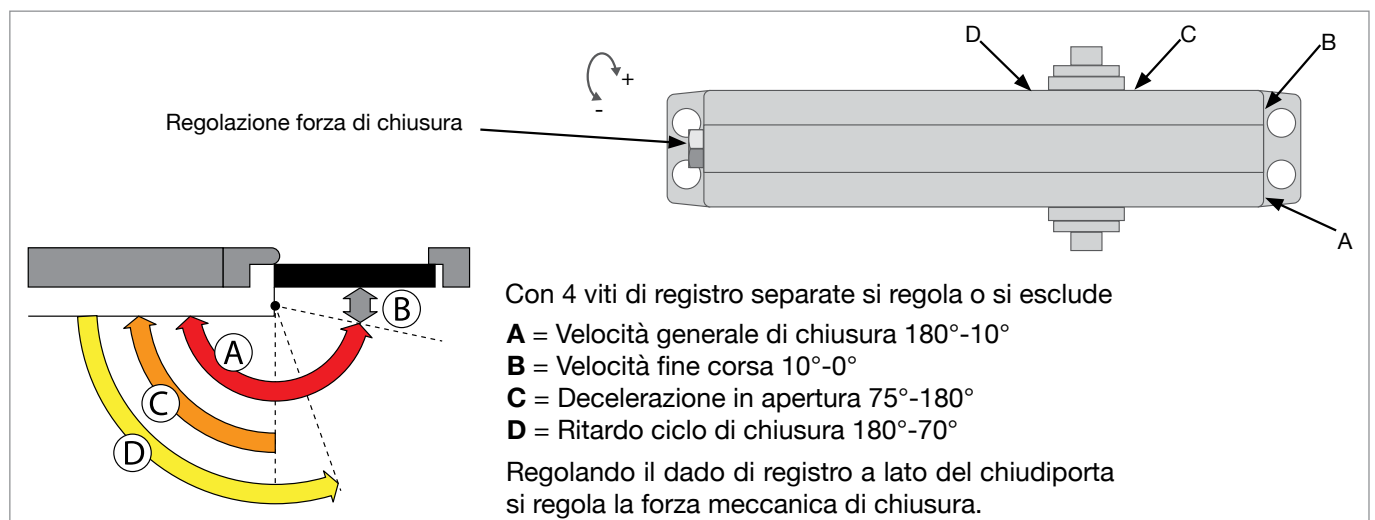 D
C
B
+
-
Regolazione forza di chiusura
A
B
A
C
D
Con 4 viti di registro separate si regola o si esclude
A = Velocità generale di chiusura 180°-10°
B = Velocità fine corsa 10°-0°
C = Decelerazione in apertura 75°-180°
D = Ritardo ciclo di chiusura 180°-70°
Regolando il dado di registro a lato del chiudiporta
si regola la forza meccanica di chiusura.